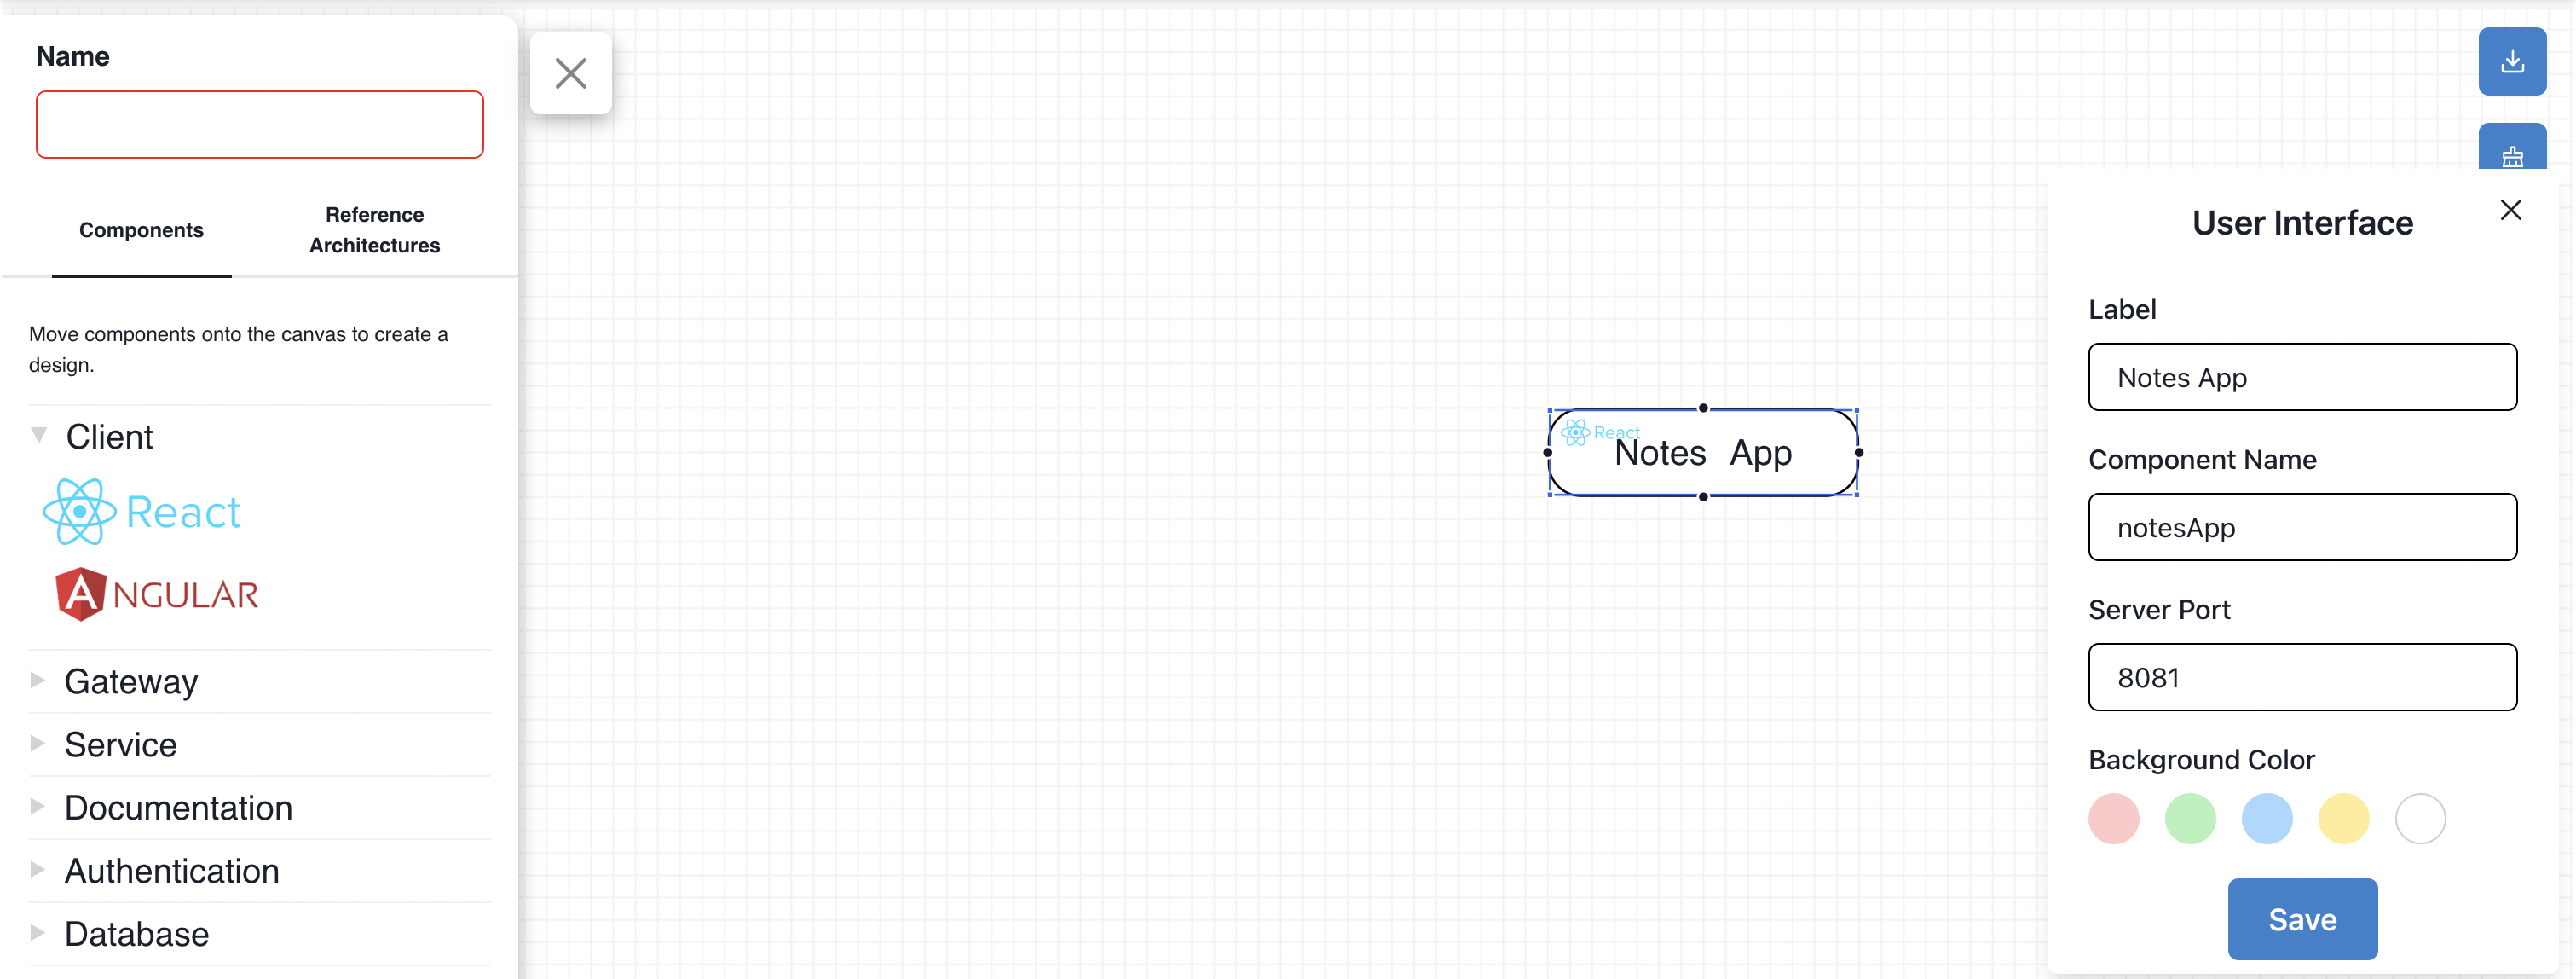 Name
Components
Reference
Architectures
Move components onto the canvas to create a
design.
Client
React
ANGULAR
Gateway
Service
Documentation
Authentication
Database
React
Notes App
User Interface
Label
Notes App
Component Name
notesApp
Server Port
8081
Background Color
Save